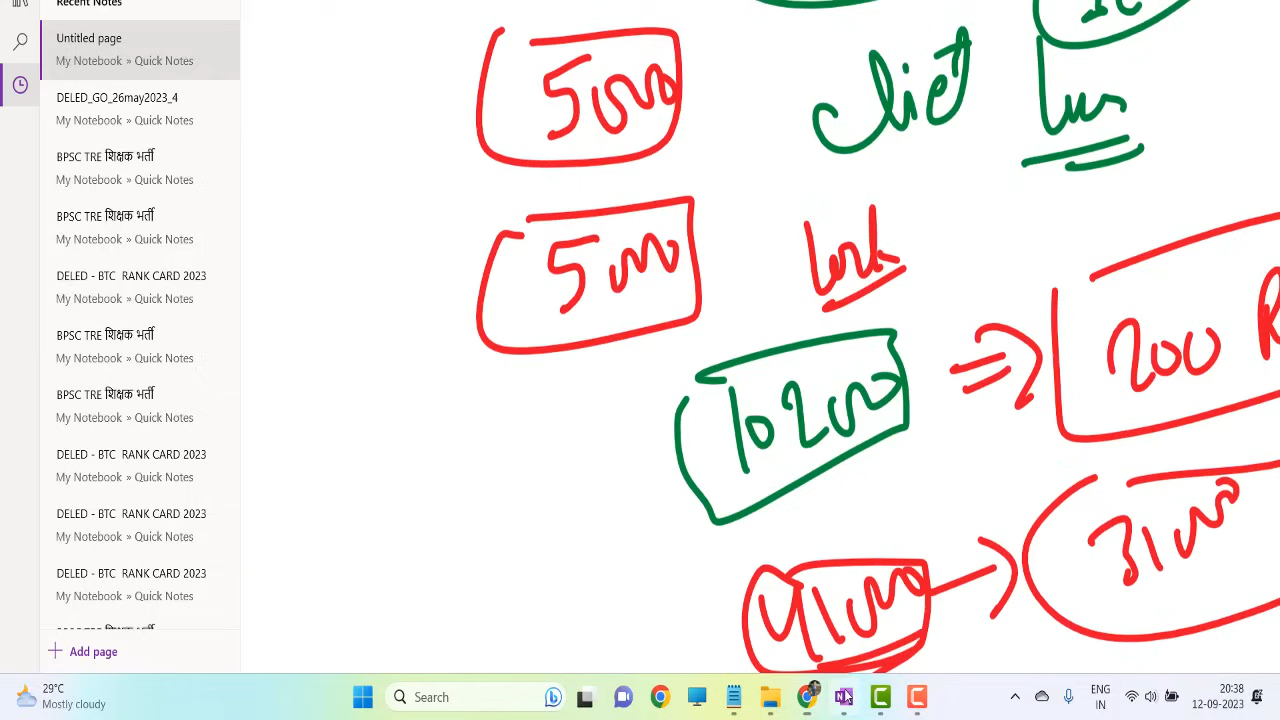 Recent Notes
Untitled page
My Notebook » Quick Notes
DELED_GO_26may2023_4
My Notebook » Quick Notes
BPSC TRE शिक्षक भर्ती
My Notebook » Quick Notes
BPSC TRE शिक्षक भर्ती
My Notebook » Quick Notes
DELED - BTC RANK CARD 2023
My Notebook » Quick Notes
BPSC TRE शिक्षक भर्ती
My Notebook » Quick Notes
BPSC TRE शिक्षक भर्ती
My Notebook » Quick Notes
DELED - BTC RANK CARD 2023
My Notebook » Quick Notes
DELED - BTC RANK CARD 2023
My Notebook » Quick Notes
DELED - BTC RANK CARD 2023
My Notebook » Quick Notes
Add page
5000
5000
10200
200
31000
41000
29°C
Search
ENG
IN
20:38
12-09-2023